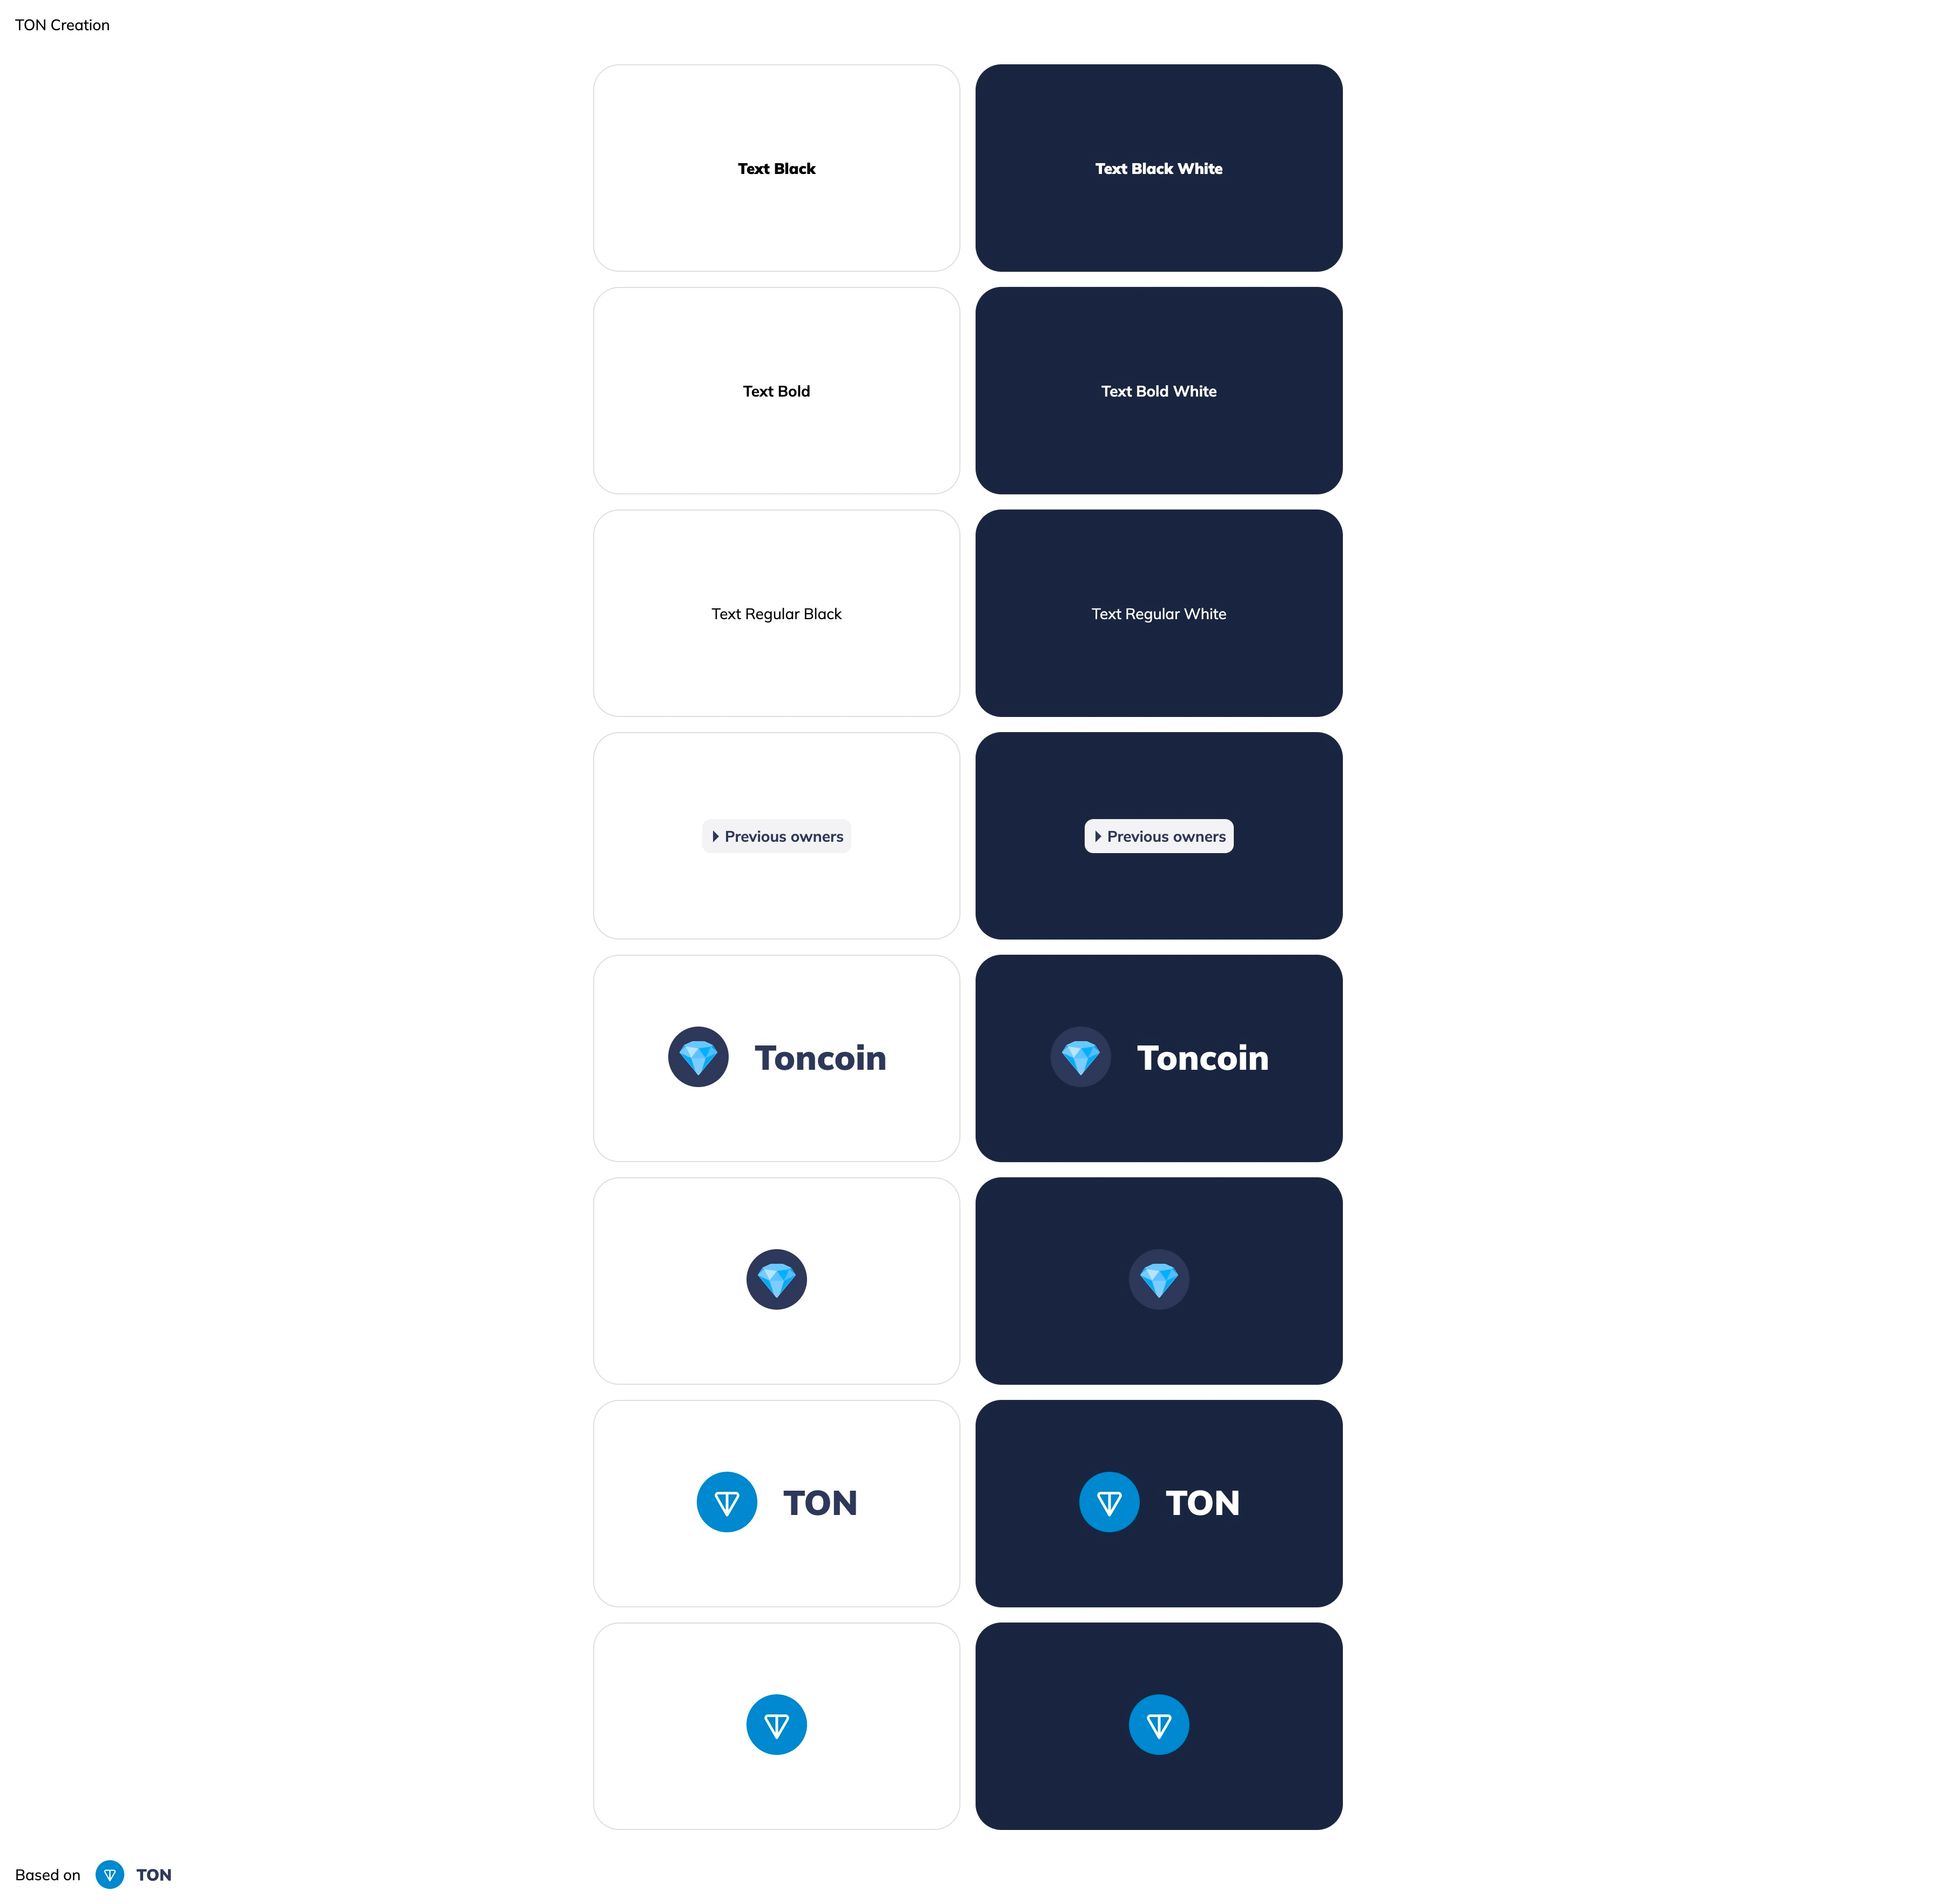 TON Creation
Text Black
Text Black White
Text Bold
Text Bold White
Text Regular Black
Text Regular White
Previous owners
Previous owners
Toncoin
Toncoin
TON
TON
Based on TON